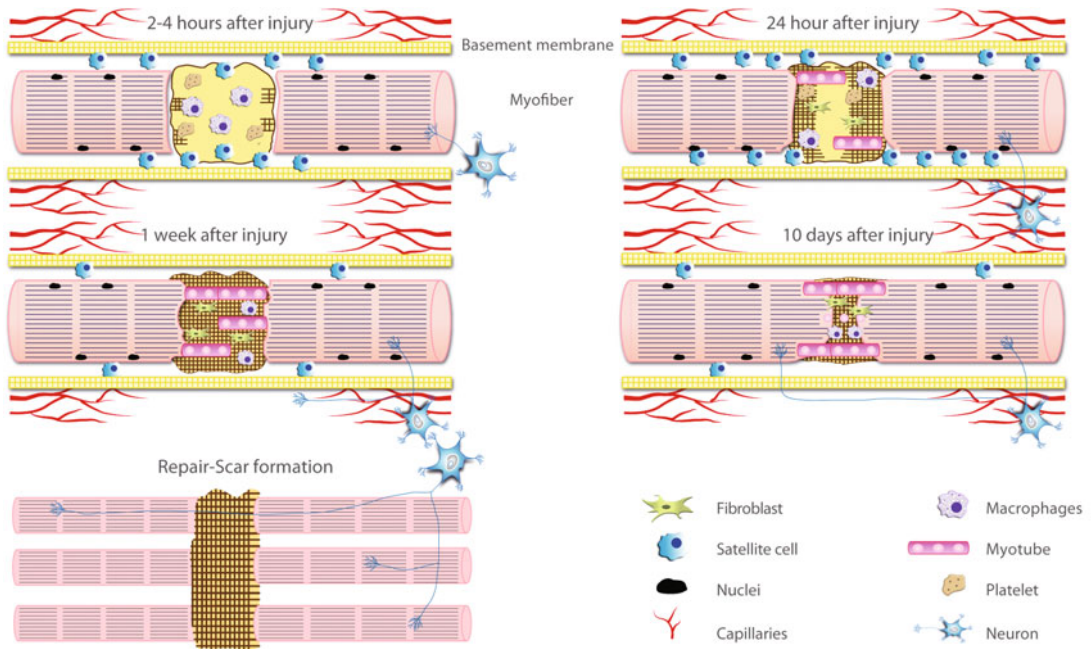 2-4 hours after injury
24 hour after injury
Basement membrane
Myofiber
1 week after injury
10 days after injury
Repair-Scar formation
Fibroblast
Macrophages
Satellite cell
Myotube
Nuclei
Platelet
Capillaries
Neuron